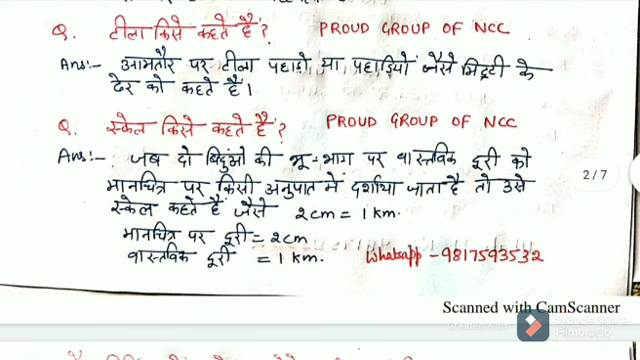 Q. टीला किसे कहते हैं? PROUD GROUP OF NCC
Ans:- आमतौर पर टीला पहाड़ो या पहाड़ियो जैसे मिट्टी के
ढेर को कहते हैं।
Q. स्केल किसे कहते हैं? PROUD GROUP OF NCC
Ans:- जब दो बिंदुओं की भू-भाग पर वास्तविक दूरी को
मानचित्र पर किसी अनुपात मे दर्शाया जाता है तो उसे
स्केल कहते हैं जैसे 2cm = 1 km.
2/7
मानचित्र पर दूरी = 2cm
वास्तविक दूरी = 1 km. Whatsapp - 9817593532
Scanned with CamScanner
FilmoraGo